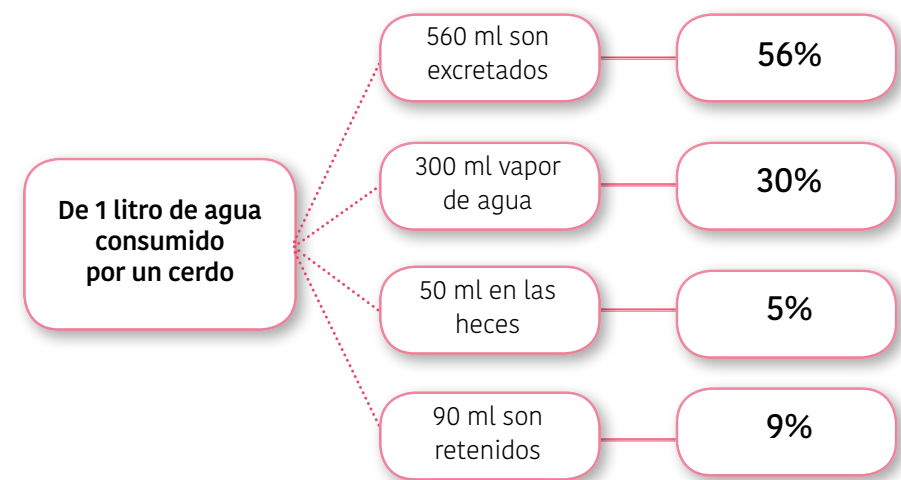 De 1 litro de agua
consumido
por un cerdo
560 ml son
excretados
56%
300 ml vapor
de agua
30%
50 ml en las
heces
5%
90 ml son
retenidos
9%